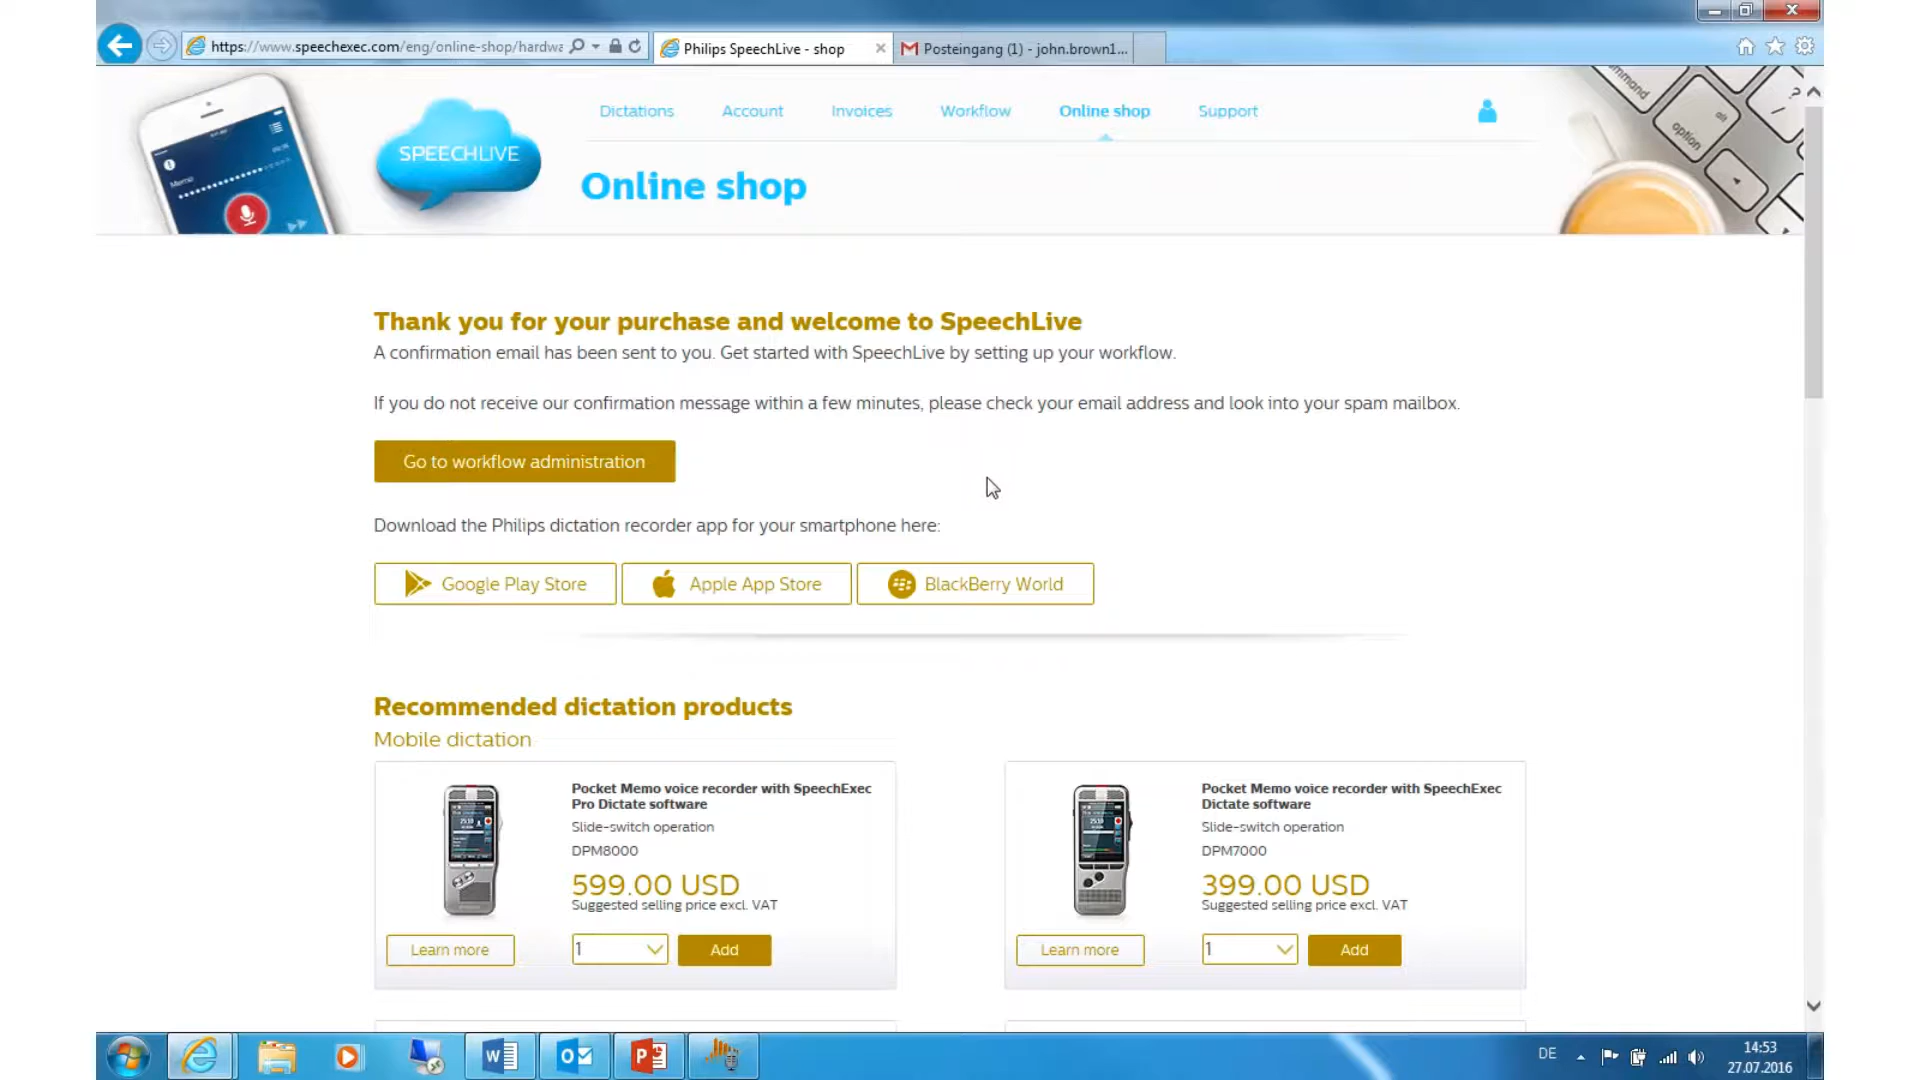 https://www.speechexec.com/eng/online-shop/hardwa
Philips SpeechLive - shop
Posteingang (1) - john.brown1...
SPEECHLIVE
Dictations
Account
Invoices
Workflow
Online shop
Support
Online shop
Memo
command
alt
option
Thank you for your purchase and welcome to SpeechLive
A confirmation email has been sent to you. Get started with SpeechLive by setting up your workflow.
If you do not receive our confirmation message within a few minutes, please check your email address and look into your spam mailbox.
Go to workflow administration
Download the Philips dictation recorder app for your smartphone here:
Google Play Store
Apple App Store
BlackBerry World
Recommended dictation products
Mobile dictation
Pocket Memo voice recorder with SpeechExec
Pro Dictate software
Slide-switch operation
DPM8000
599.00 USD
Suggested selling price excl. VAT
Learn more
1
Add
Pocket Memo voice recorder with SpeechExec
Dictate software
Slide-switch operation
DPM7000
399.00 USD
Suggested selling price excl. VAT
Learn more
1
Add
DE
14:53
27.07.2016